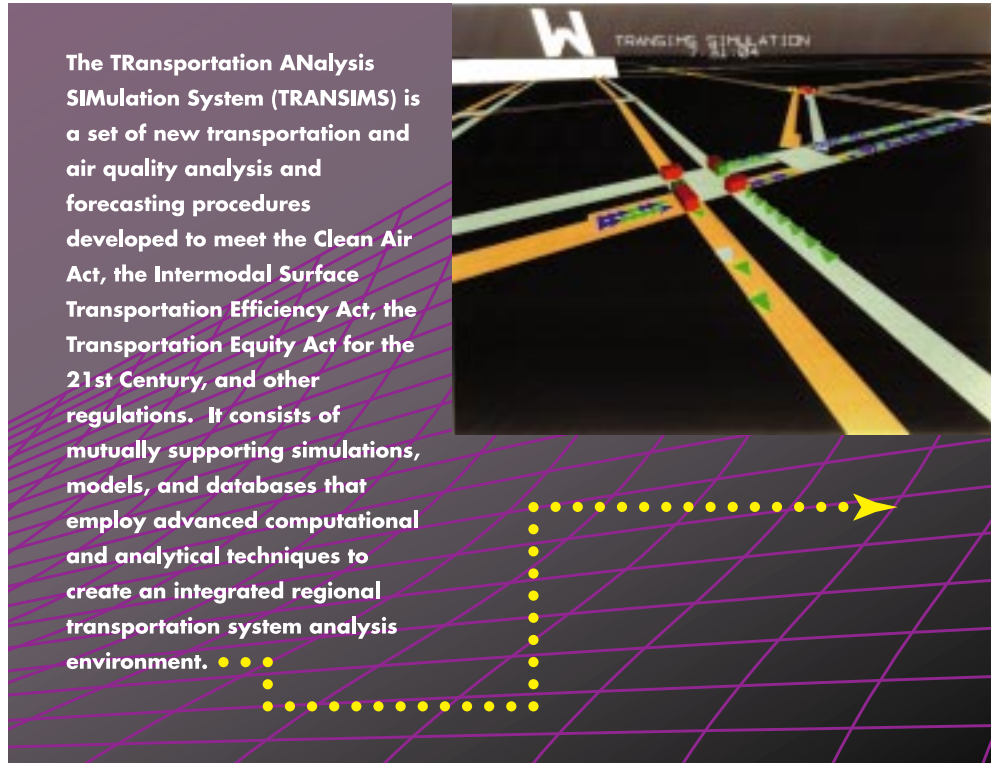 The TRansportation ANalysis
SIMulation System (TRANSIMS) is
a set of new transportation and
air quality analysis and
forecasting procedures
developed to meet the Clean Air
Act, the Intermodal Surface
Transportation Efficiency Act, the
Transportation Equity Act for the
21st Century, and other
regulations. It consists of
mutually supporting simulations,
models, and databases that
employ advanced computational
and analytical techniques to
create an integrated regional
transportation system analysis
environment.
W
TRANSIMS SIMULATION